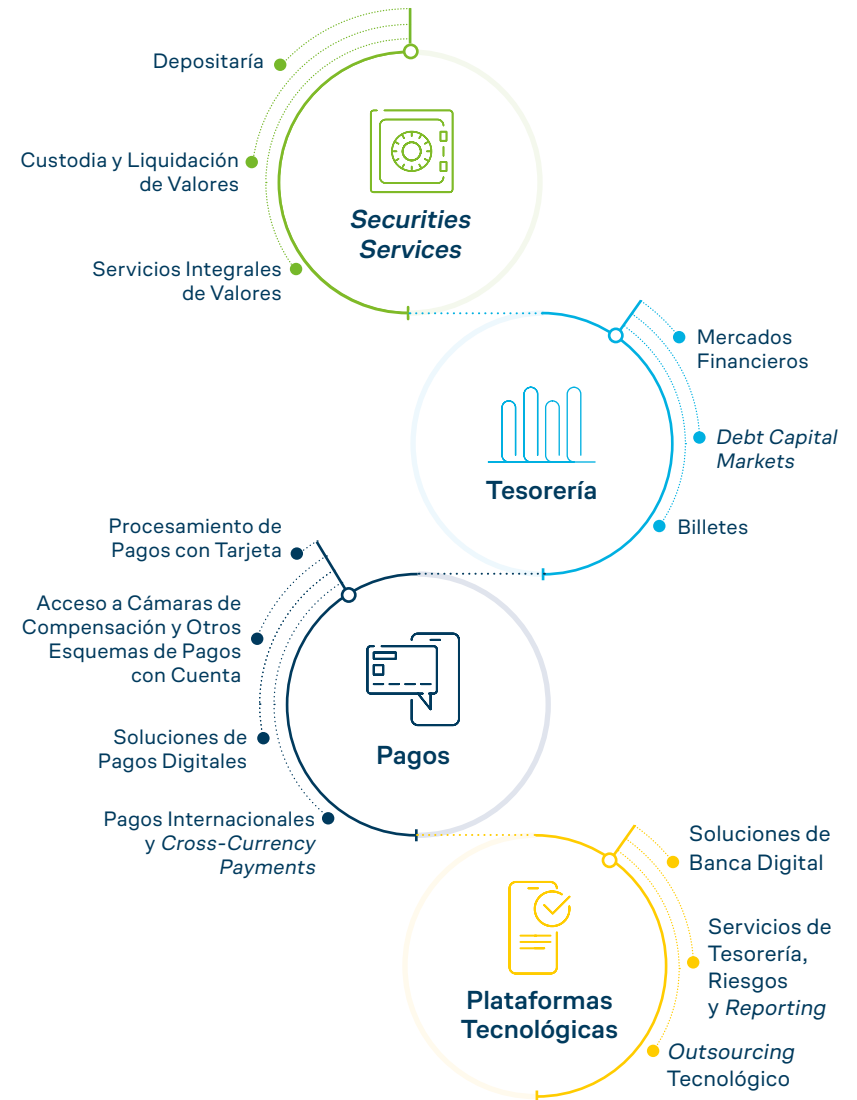 Depositaría
Custodia y Liquidación
de Valores
Servicios Integrales
de Valores
Securities
Services
Mercados
Financieros
Debt Capital
Markets
Billetes
Tesorería
Procesamiento de
Pagos con Tarjeta
Acceso a Cámaras de
Compensación y Otros
Esquemas de Pagos
con Cuenta
Soluciones de
Pagos Digitales
Pagos Internacionales
y Cross-Currency
Payments
Pagos
Soluciones de
Banca Digital
Servicios de
Tesorería,
Riesgos
y Reporting
Outsourcing
Tecnológico
Plataformas
Tecnológicas